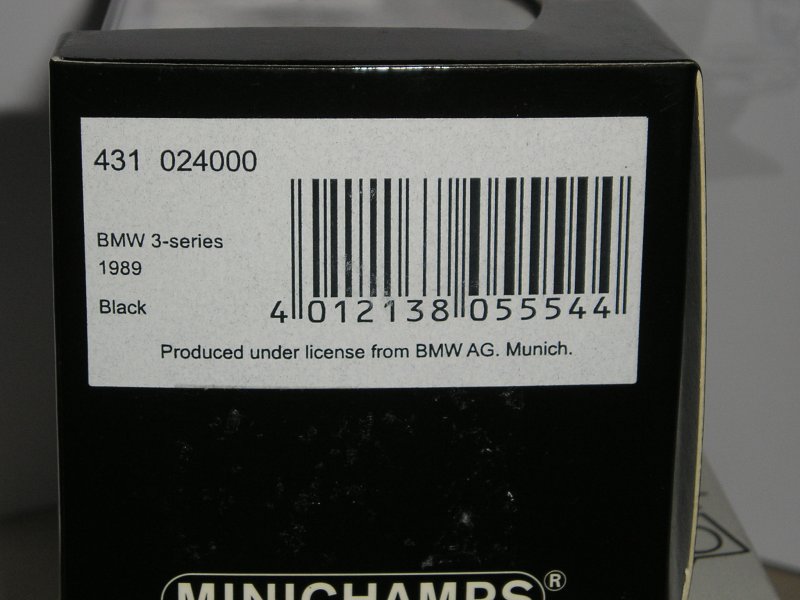 431 024000
BMW 3-series
1989
Black
4 012138 055544
Produced under license from BMW AG. Munich.
MINICHAMPS®